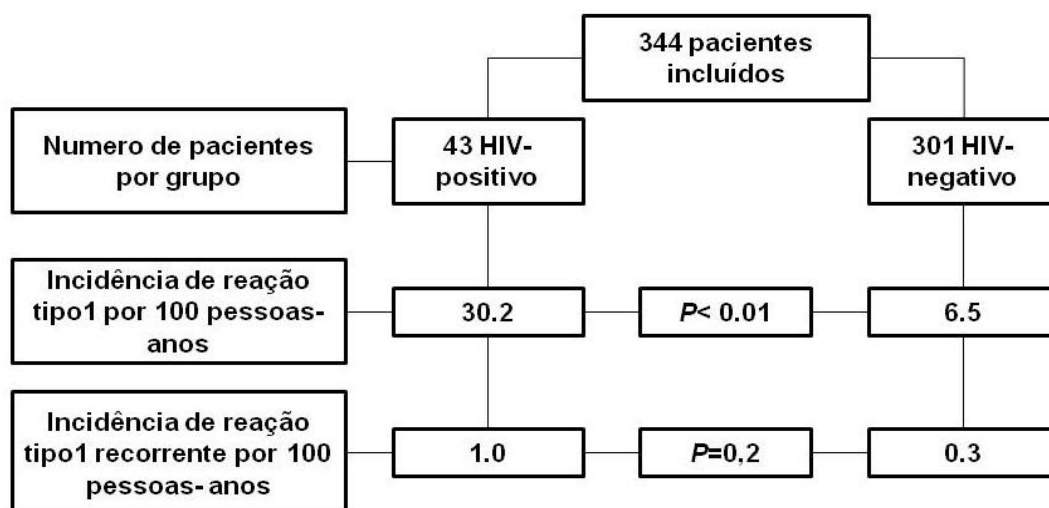 344 pacientes
incluídos
Numero de pacientes
por grupo
43 HIV-
positivo
301 HIV-
negativo
Incidência de reação
tipo1 por 100 pessoas-
anos
30.2
P< 0.01
6.5
Incidência de reação
tipo1 recorrente por 100
pessoas- anos
1.0
P=0,2
0.3